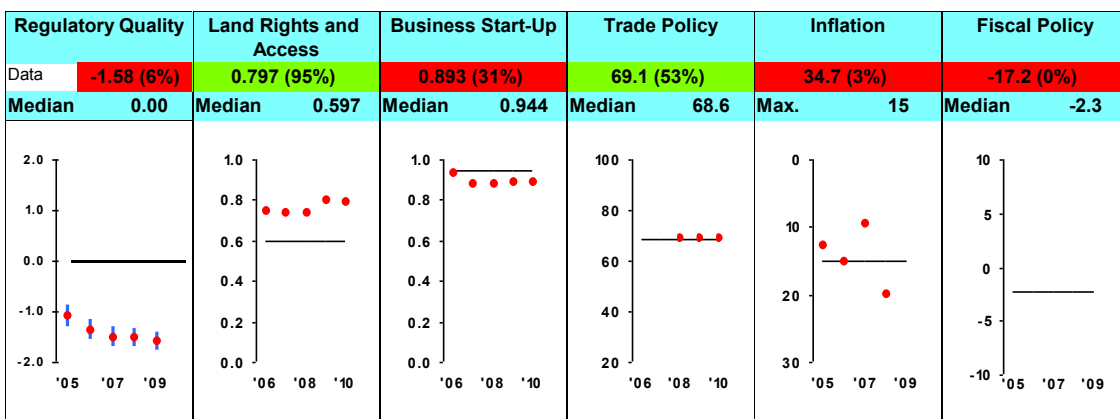 Regulatory Quality
Data -1.58 (6%)
Median 0.00
2.0
1.0
0.0
-1.0
-2.0
'05 '07 '09
Land Rights and
Access
0.797 (95%)
Median 0.597
1.0
0.8
0.6
0.4
0.2
0.0
'06 '08 '10
Business Start-Up
0.893 (31%)
Median 0.944
1.0
0.8
0.6
0.4
0.2
0.0
'06 '08 '10
Trade Policy
69.1 (53%)
Median 68.6
100
80
60
40
20
'06 '08 '10
Inflation
34.7 (3%)
Max. 15
0
10
20
30
'05 '07 '09
Fiscal Policy
-17.2 (0%)
Median -2.3
10
5
0
-5
-10
'05 '07 '09